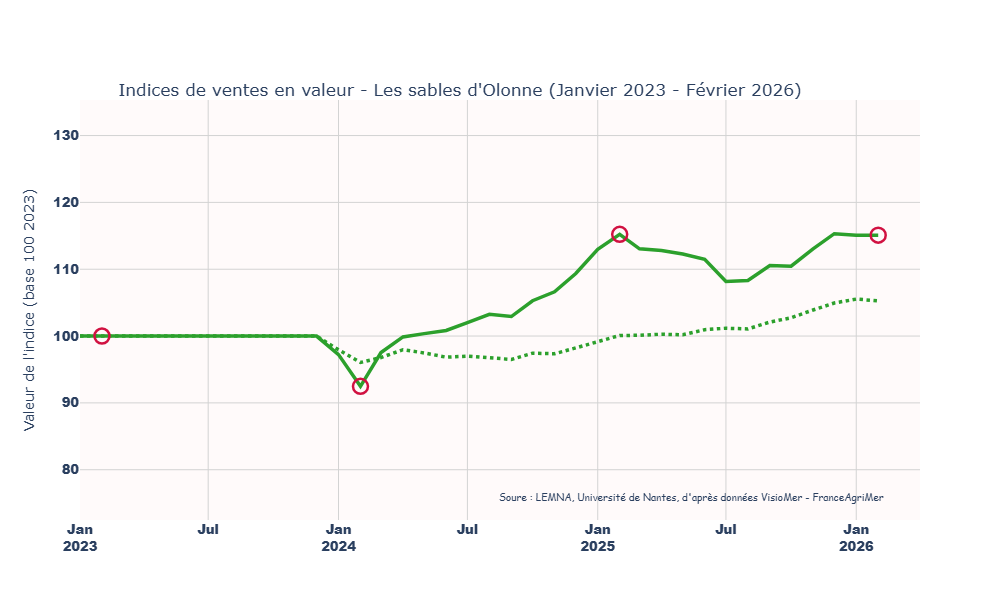 Indices de ventes en valeur - Les sables d'Olonne (Janvier 2023 - Février 2026)
Valeur de l'indice (base 100 2023)
130
120
110
100
90
80
Soure : LEMNA, Université de Nantes, d'après données VisioMer - FranceAgriMer
Jan Jul Jan Jul Jan Jul Jan
2023 2024 2025 2026